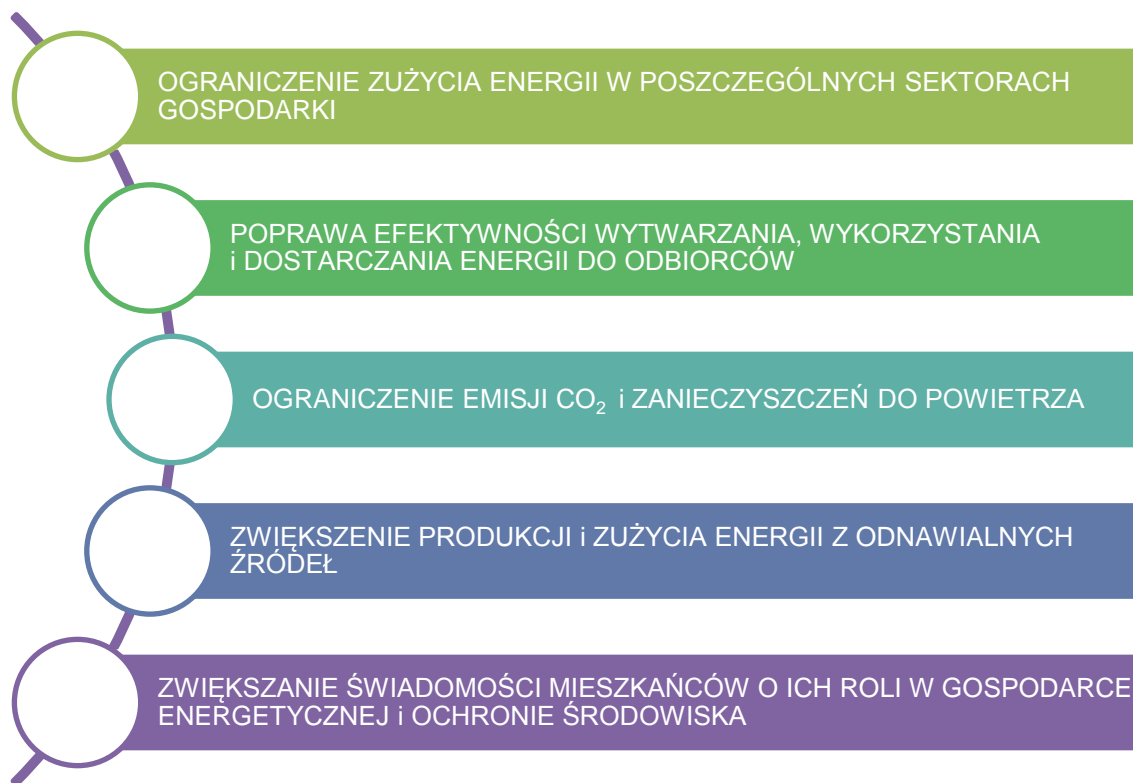 OGRANICZENIE ZUŻYCIA ENERGII W POSZCZEGÓLNYCH SEKTORACH
GOSPODARKI
POPRAWA EFEKTYWNOŚCI WYTWARZANIA, WYKORZYSTANIA
i DOSTARCZANIA ENERGII DO ODBIORCÓW
OGRANICZENIE EMISJI CO₂ i ZANIECZYSZCZEŃ DO POWIETRZA
ZWIĘKSZENIE PRODUKCJI i ZUŻYCIA ENERGII Z ODNAWIALNYCH
ŹRÓDEŁ
ZWIĘKSZANIE ŚWIADOMOŚCI MIESZKAŃCÓW O ICH ROLI W GOSPODARCE
ENERGETYCZNEJ i OCHRONIE ŚRODOWISKA